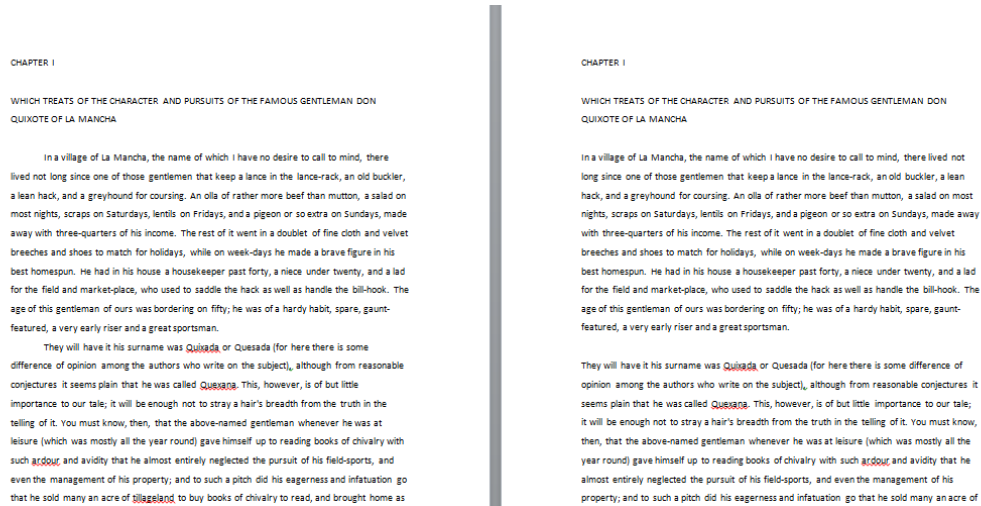 CHAPTER I
WHICH TREATS OF THE CHARACTER AND PURSUITS OF THE FAMOUS GENTLEMAN DON
QUIXOTE OF LA MANCHA
In a village of La Mancha, the name of which I have no desire to call to mind, there
lived not long since one of those gentlemen that keep a lance in the lance-rack, an old buckler,
a lean hack, and a greyhound for coursing. An olla of rather more beef than mutton, a salad on
most nights, scraps on Saturdays, lentils on Fridays, and a pigeon or so extra on Sundays, made
away with three-quarters of his income. The rest of it went in a doublet of fine cloth and velvet
breeches and shoes to match for holidays, while on week-days he made a brave figure in his
best homespun. He had in his house a housekeeper past forty, a niece under twenty, and a lad
for the field and market-place, who used to saddle the hack as well as handle the bill-hook. The
age of this gentleman of ours was bordering on fifty; he was of a hardy habit, spare, gaunt-
featured, a very early riser and a great sportsman.
They will have it his surname was Quixada or Quesada (for here there is some
difference of opinion among the authors who write on the subject),, although from reasonable
conjectures it seems plain that he was called Quexana. This, however, is of but little
importance to our tale; it will be enough not to stray a hair's breadth from the truth in the
telling of it. You must know, then, that the above-named gentleman whenever he was at
leisure (which was mostly all the year round) gave himself up to reading books of chivalry with
such ardour and avidity that he almost entirely neglected the pursuit of his field-sports, and
even the management of his property; and to such a pitch did his eagerness and infatuation go
that he sold many an acre of tillageland to buy books of chivalry to read, and brought home as
CHAPTER I
WHICH TREATS OF THE CHARACTER AND PURSUITS OF THE FAMOUS GENTLEMAN DON
QUIXOTE OF LA MANCHA
In a village of La Mancha, the name of which I have no desire to call to mind, there lived not
long since one of those gentlemen that keep a lance in the lance-rack, an old buckler, a lean
hack, and a greyhound for coursing. An olla of rather more beef than mutton, a salad on most
nights, scraps on Saturdays, lentils on Fridays, and a pigeon or so extra on Sundays, made away
with three-quarters of his income. The rest of it went in a doublet of fine cloth and velvet
breeches and shoes to match for holidays, while on week-days he made a brave figure in his
best homespun. He had in his house a housekeeper past forty, a niece under twenty, and a lad
for the field and market-place, who used to saddle the hack as well as handle the bill-hook. The
age of this gentleman of ours was bordering on fifty; he was of a hardy habit, spare, gaunt-
featured, a very early riser and a great sportsman.
They will have it his surname was Quixada or Quesada (for here there is some difference of
opinion among the authors who write on the subject),, although from reasonable conjectures it
seems plain that he was called Quexana. This, however, is of but little importance to our tale;
it will be enough not to stray a hair's breadth from the truth in the telling of it. You must know,
then, that the above-named gentleman whenever he was at leisure (which was mostly all the
year round) gave himself up to reading books of chivalry with such ardour and avidity that he
almost entirely neglected the pursuit of his field-sports, and even the management of his
property; and to such a pitch did his eagerness and infatuation go that he sold many an acre of